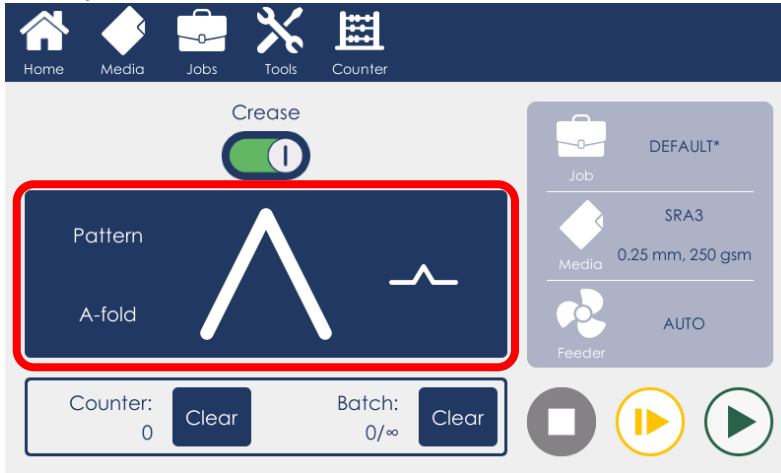 Home
Media
Jobs
Tools
Counter
Crease
Pattern
A-fold
Job
DEFAULT*
Media
SRA3
0.25 mm, 250 gsm
Feeder
AUTO
Counter:
0
Clear
Batch:
0/∞
Clear